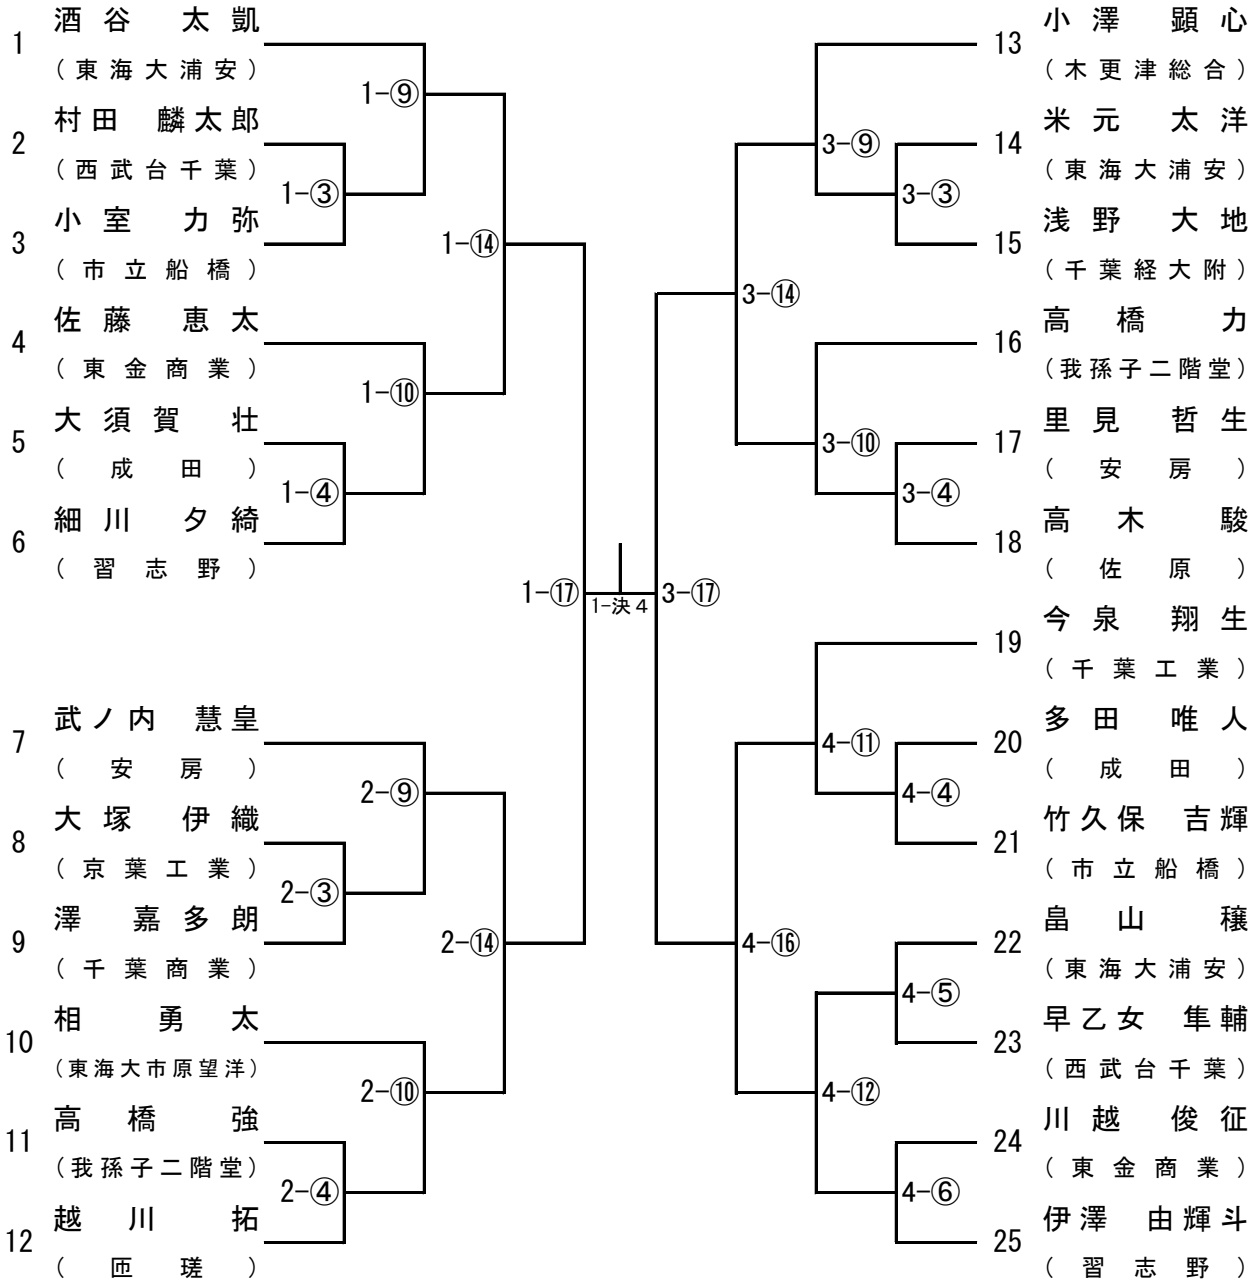 1 酒谷 太凱
(東海大浦安)
2 村田 麟太郎
(西武台千葉)
3 小室 力弥
(市立船橋)
4 佐藤 恵太
(東金商業)
5 大須賀 壮
(成田)
6 細川 夕綺
(習志野)
7 武ノ内 慧皇
(安房)
8 大塚 伊織
(京葉工業)
9 澤 嘉多朗
(千葉商業)
10 相 勇太
(東海大市原望洋)
11 高橋 強
(我孫子二階堂)
12 越川 拓
(匝瑳)
1-⑨
1-③
1-⑭
1-⑩
1-④
1-⑰
2-⑨
2-③
2-⑭
2-⑩
2-④
1-決4
3-⑨
3-③
3-⑭
3-⑩
3-④
3-⑰
4-⑪
4-④
4-⑯
4-⑤
4-⑫
4-⑥
13 小澤 顕心
(木更津総合)
14 米元 太洋
(東海大浦安)
15 浅野 大地
(千葉経大附)
16 高橋 力
(我孫子二階堂)
17 里見 哲生
(安房)
18 高木 駿
(佐原)
19 今泉 翔生
(千葉工業)
20 多田 唯人
(成田)
21 竹久保 吉輝
(市立船橋)
22 畠山 穣
(東海大浦安)
23 早乙女 隼輔
(西武台千葉)
24 川越 俊征
(東金商業)
25 伊澤 由輝斗
(習志野)